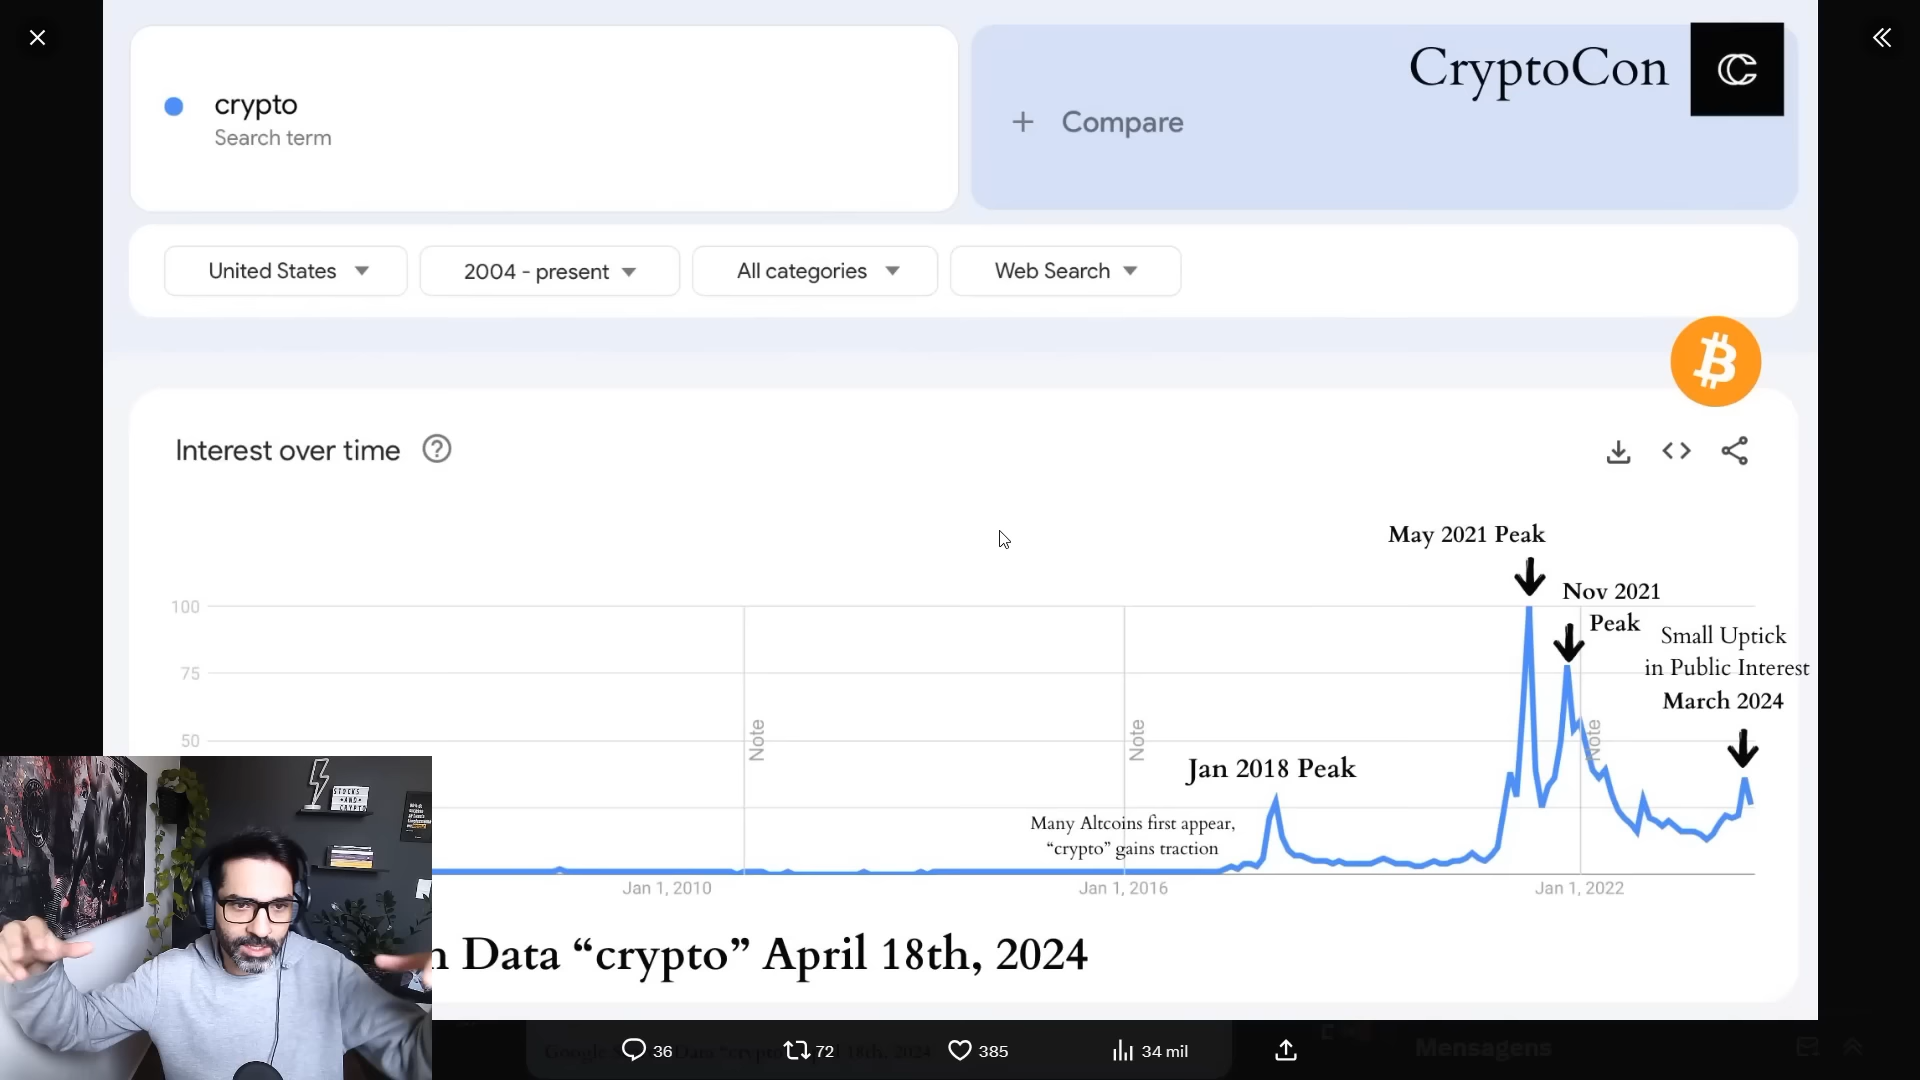 crypto
Search term
+ Compare
CryptoCon
United States
2004 - present
All categories
Web Search
Interest over time
May 2021 Peak
Nov 2021
Peak
Small Uptick
in Public Interest
March 2024
100
75
50
Note
Note
Note
Jan 2018 Peak
Many Altcoins first appear,
“crypto” gains traction
Jan 1, 2010
Jan 1, 2016
Jan 1, 2022
STOCKS
AND
CRYPTO
n Data “crypto” April 18th, 2024
36
72
385
34 mil
Mensagens